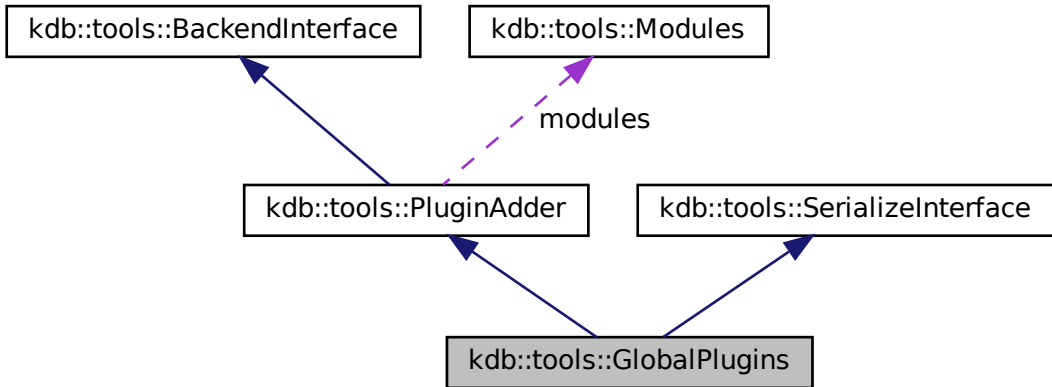 kdb::tools::BackendInterface
kdb::tools::Modules
modules
kdb::tools::PluginAdder
kdb::tools::SerializeInterface
kdb::tools::GlobalPlugins